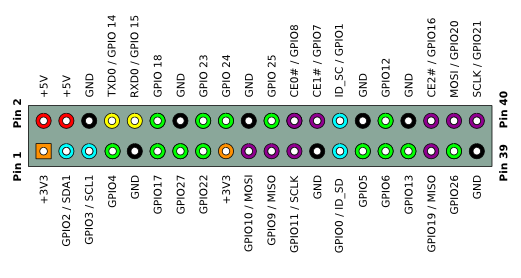 Pin 2
+5V
+5V
GND
TXD0 / GPIO 14
RXD0 / GPIO 15
GPIO 18
GND
GPIO 23
GPIO 24
GND
GPIO 25
CE0# / GPIO8
CE1# / GPIO7
ID_SC / GPIO1
GND
GPIO12
GND
CE2# / GPIO16
MOSI / GPIO20
SCLK / GPIO21
Pin 40
Pin 1
+3V3
GPIO2 / SDA1
GPIO3 / SCL1
GPIO4
GND
GPIO17
GPIO27
GPIO22
+3V3
GPIO10 / MOSI
GPIO9 / MISO
GPIO11 / SCLK
GND
GPIO0 / ID_SD
GPIO5
GPIO6
GPIO13
GPIO19 / MISO
GPIO26
GND
Pin 39